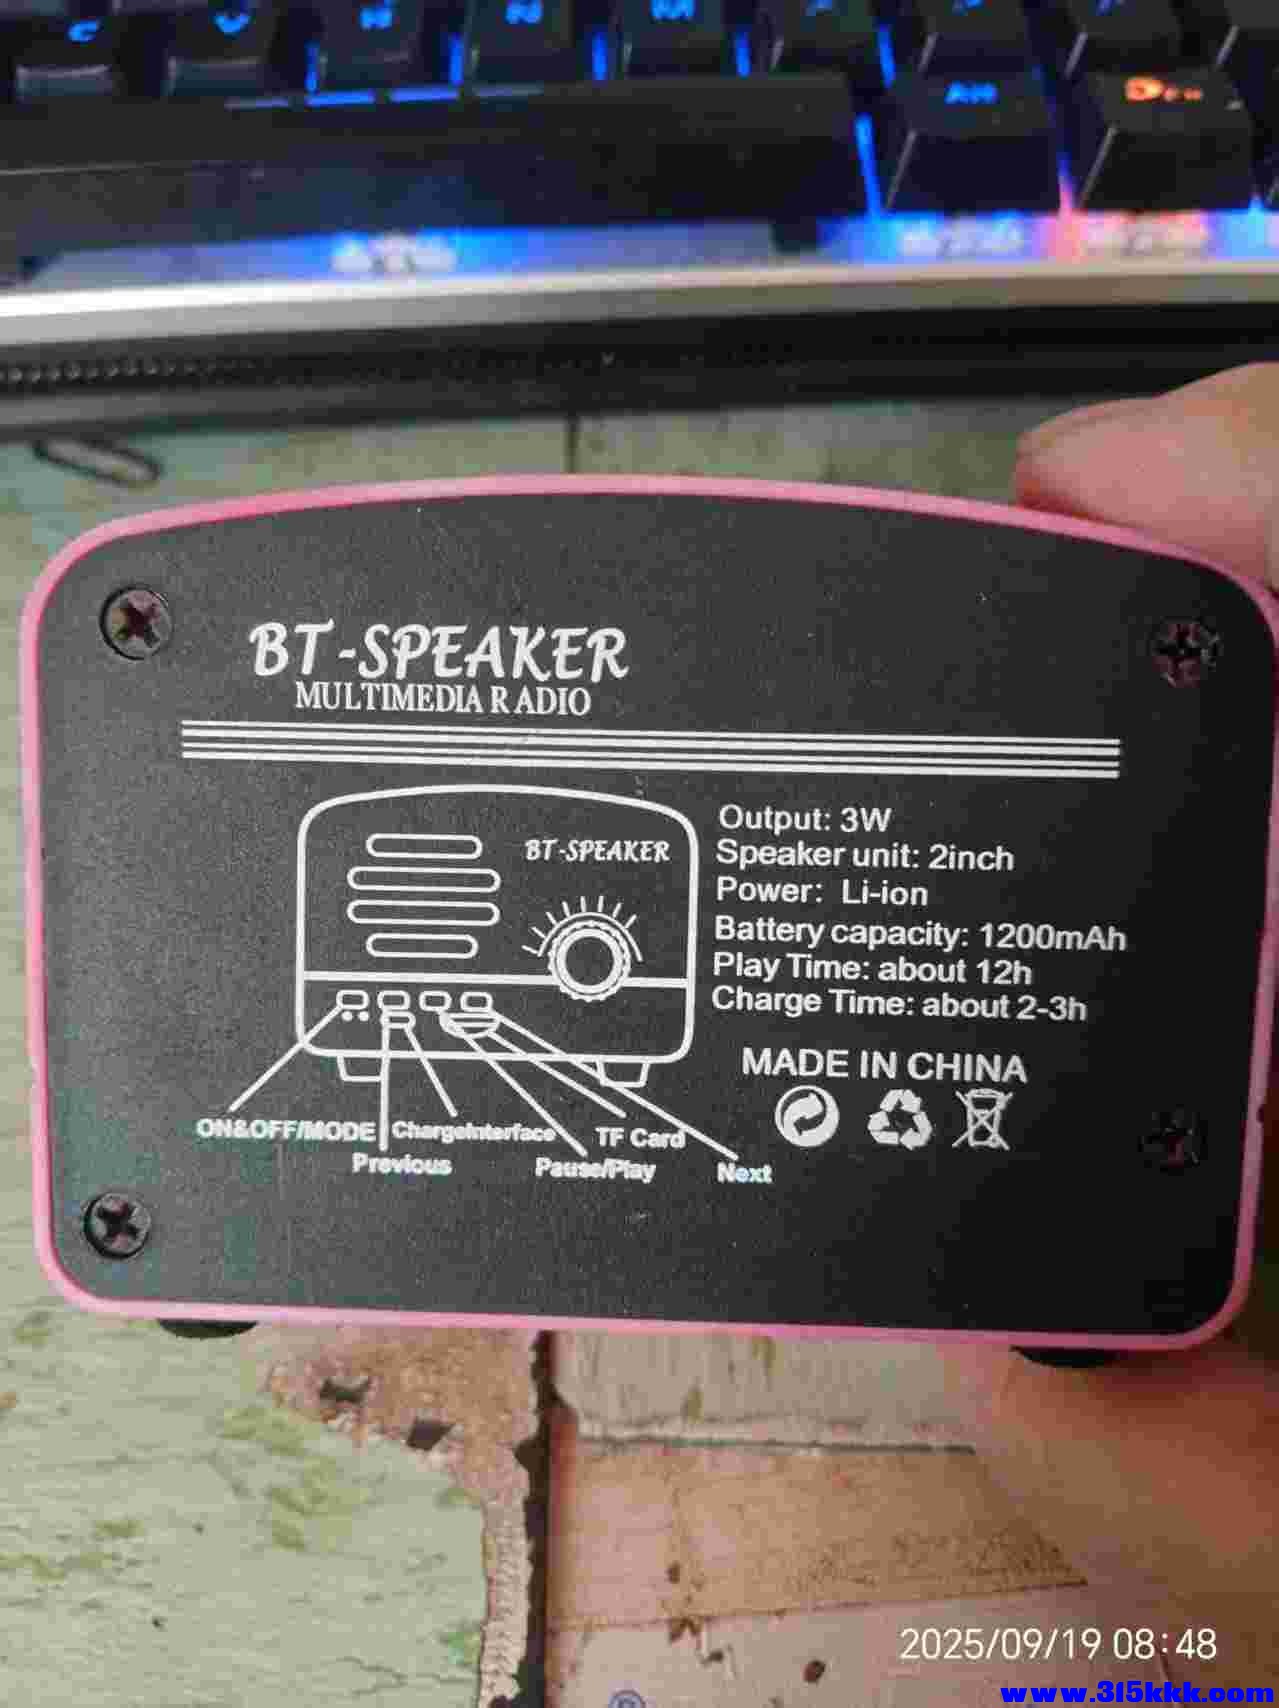 C V B N M
Alt
BT-SPEAKER
MULTIMEDIA RADIO
BT-SPEAKER
Output: 3W
Speaker unit: 2inch
Power: Li-ion
Battery capacity: 1200mAh
Play Time: about 12h
Charge Time: about 2-3h
MADE IN CHINA
ON&OFF/MODE
ChargeInterface
TF Card
Previous
Pause/Play
Next
2025/09/19 08:48
www.315kkk.com